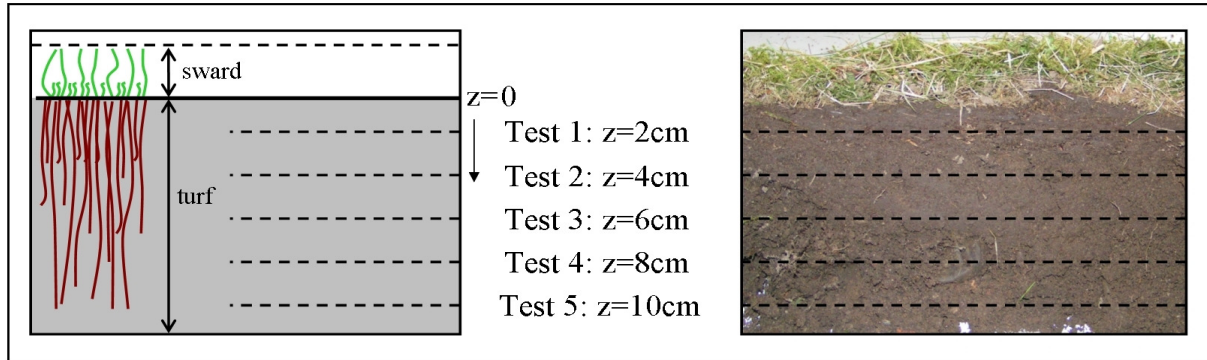 sward
turf
z=0
Test 1: z=2cm
Test 2: z=4cm
Test 3: z=6cm
Test 4: z=8cm
Test 5: z=10cm